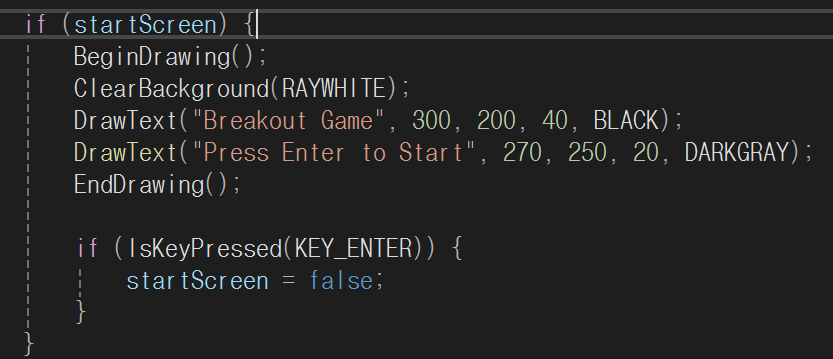 if (startScreen) {
BeginDrawing();
ClearBackground(RAYWHITE);
DrawText("Breakout Game", 300, 200, 40, BLACK);
DrawText("Press Enter to Start", 270, 250, 20, DARKGRAY);
EndDrawing();
if (IsKeyPressed(KEY_ENTER)) {
startScreen = false;
}
}